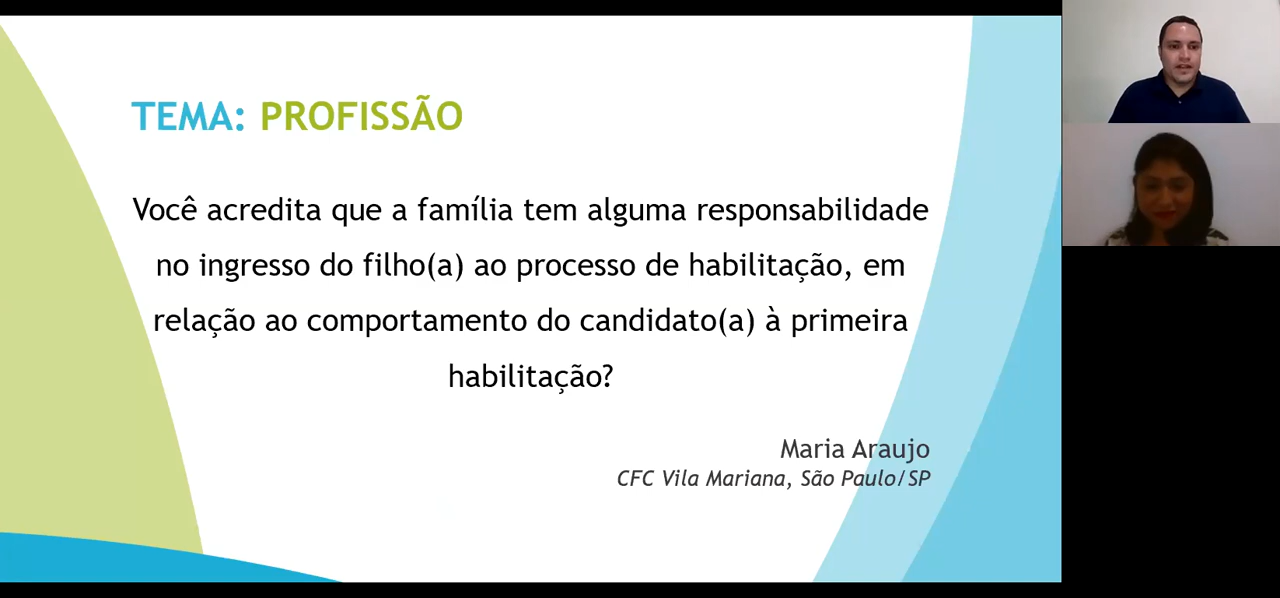 TEMA: PROFISSÃO
Você acredita que a família tem alguma responsabilidade
no ingresso do filho(a) ao processo de habilitação, em
relação ao comportamento do candidato(a) à primeira
habilitação?
Maria Araujo
CFC Vila Mariana, São Paulo/SP